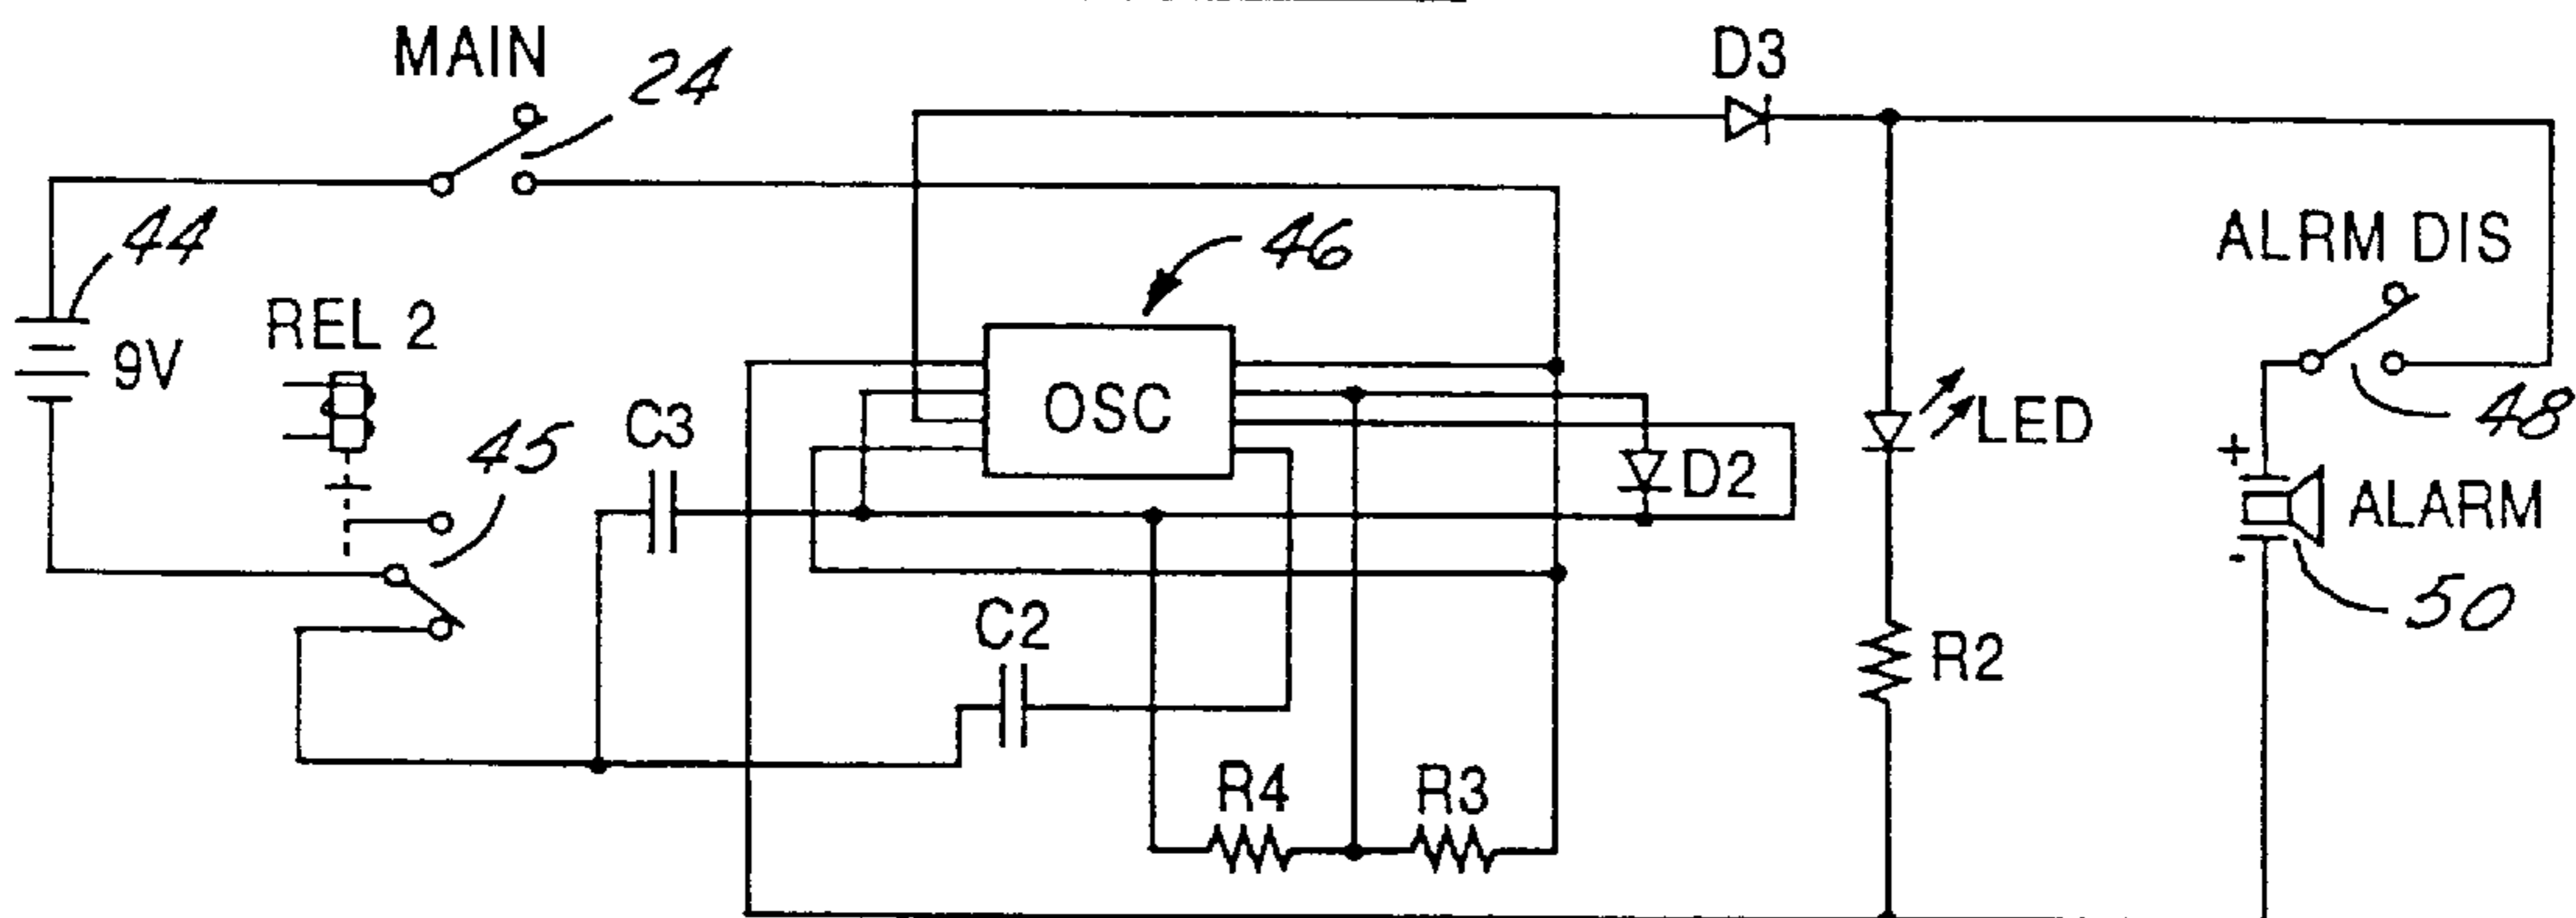 MAIN
24
D3
44
46
ALRM DIS
REL 2
9V
OSC
LED
48
C3
45
D2
+
ALARM
-
50
C2
R2
R4
R3